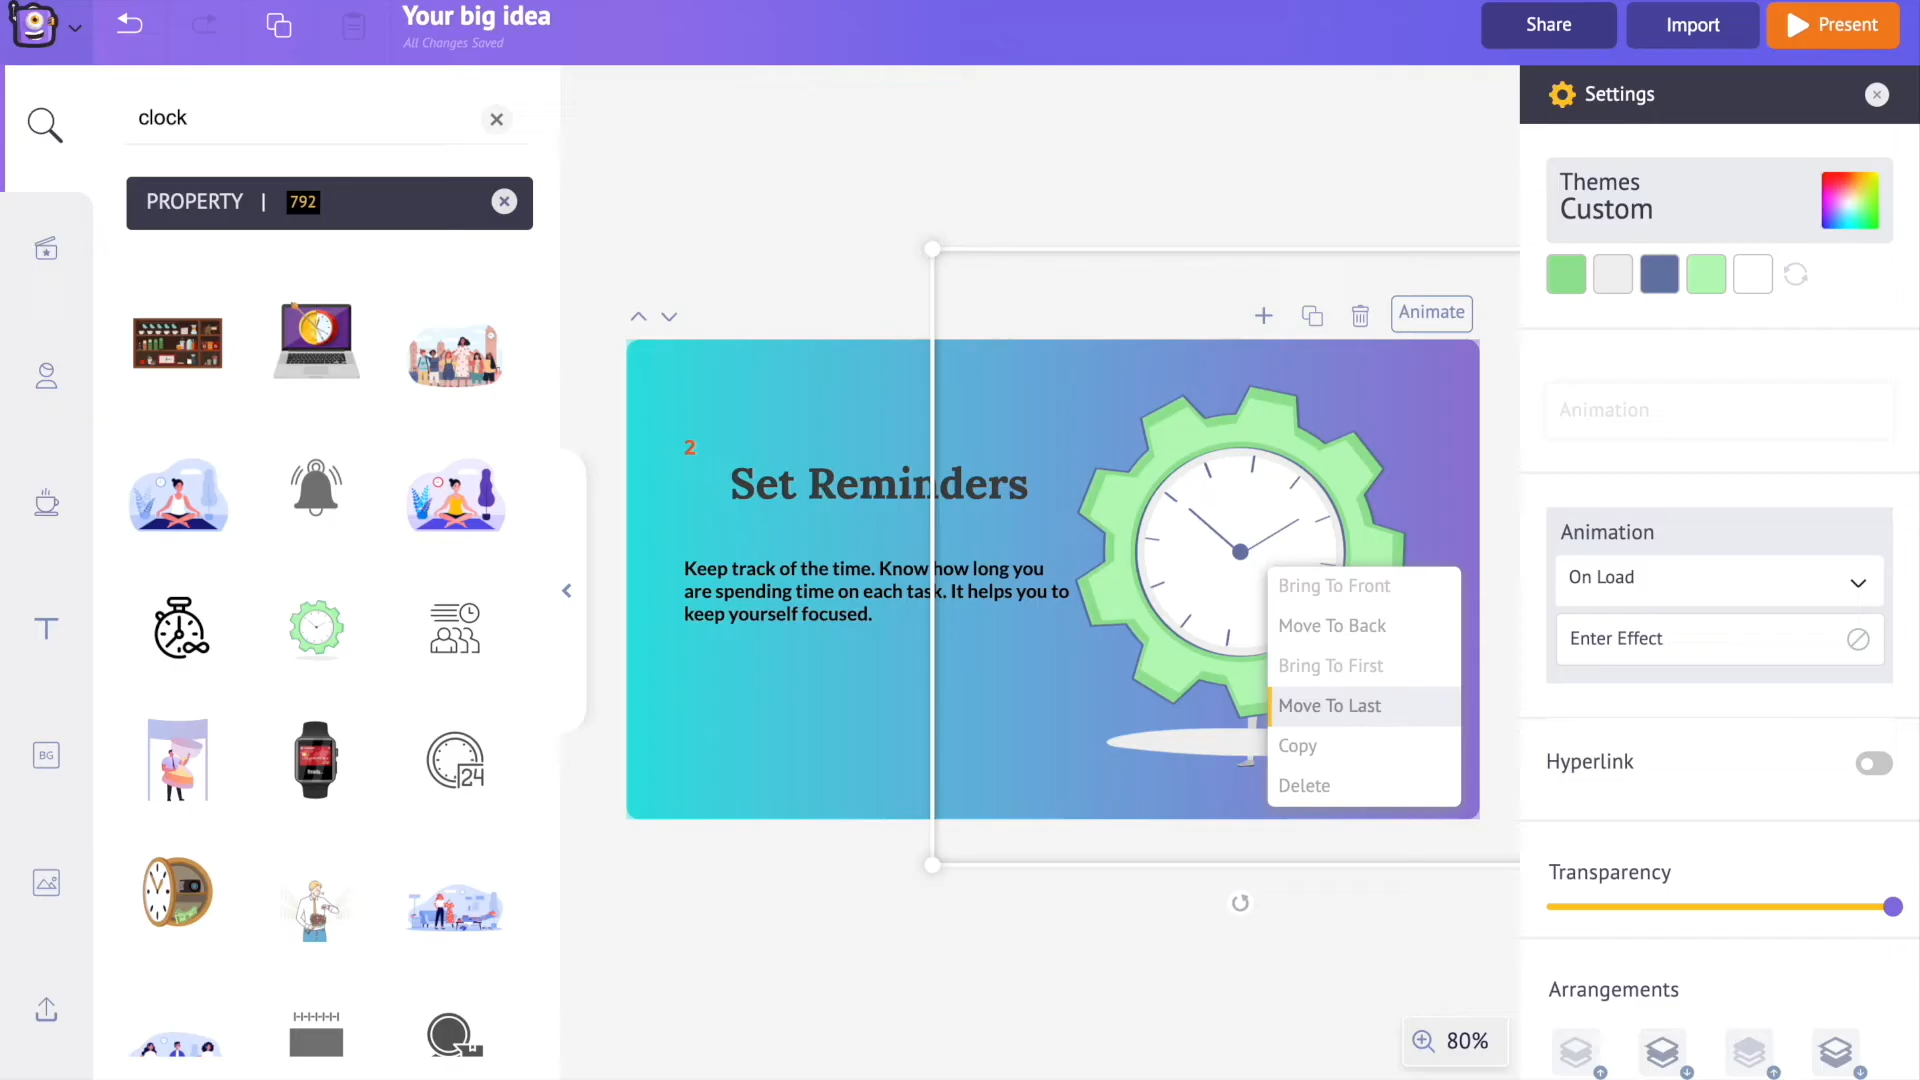 Your big idea
All Changes Saved
Share
Import
Present
clock
PROPERTY | 792
Settings
Themes
Custom
Animate
2
Set Reminders
Keep track of the time. Know how long you
are spending time on each task. It helps you to
keep yourself focused.
Bring To Front
Move To Back
Bring To First
Move To Last
Copy
Delete
Animation
Animation
On Load
Enter Effect
T
BG
24
Hyperlink
Transparency
Arrangements
80%